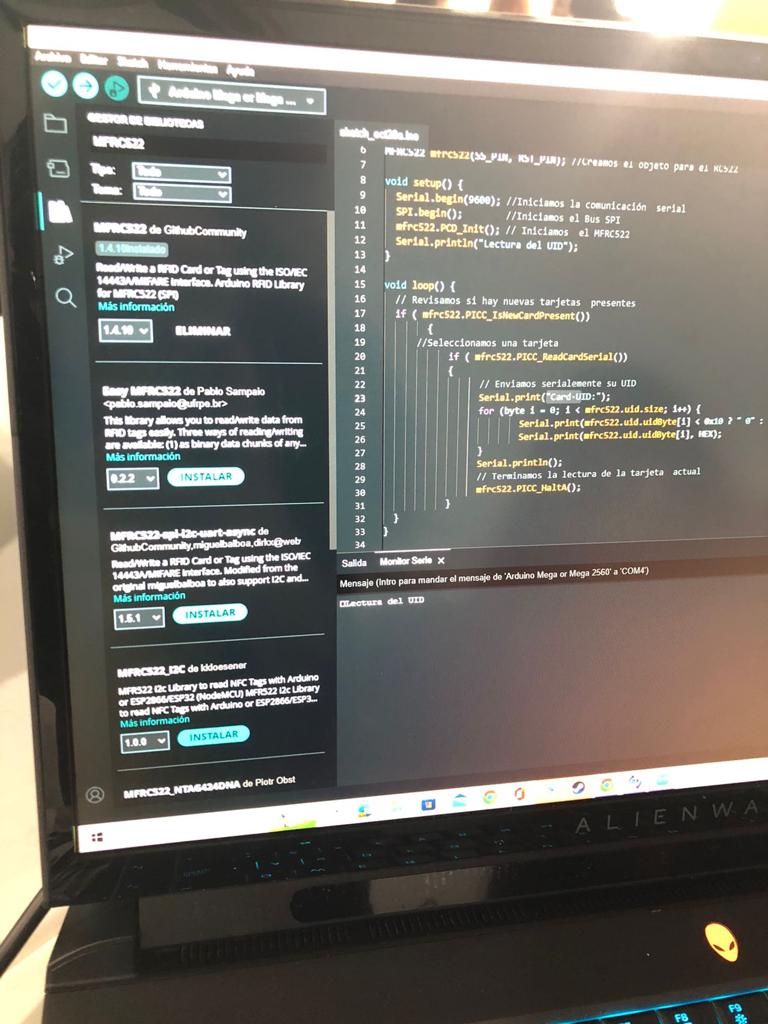 Archivo Editar Sketch Herramientas Ayuda
Arduino Mega or Mega ...
GESTOR DE BIBLIOTECAS
MFRC522
Tipo: Todo
Tema: Todo
MFRC522 de GithubCommunity
1.4.10 instalado
Read/Write a RFID Card or Tag using the ISO/IEC
14443A/MIFARE interface. Arduino RFID Library
for MFRC522 (SPI)
Más información
1.4.10 ELIMINAR
Easy MFRC522 de Pablo Sampaio
<pablo.sampaio@ufrpe.br>
This library allows you to read/write data from
RFID tags easily. Three ways of reading/writing
are available: (1) as binary data chunks of any...
Más información
0.2.2 INSTALAR
MFRC522-spi-i2c-uart-async de
GithubCommunity,miguelbalboa,dirkx@web
Read/Write a RFID Card or Tag using the ISO/IEC
14443A/MIFARE interface. Modified from the
original miguelbalboa to also support I2C and...
Más información
1.5.1 INSTALAR
MFRC522_I2C de kkloesener
MFR522 i2c Library to read NFC Tags with Arduino
or ESP2866/ESP32 (NodeMCU) MFR522 I2c Library
to read NFC Tags with Arduino or ESP2866/ESP3...
Más información
1.0.0 INSTALAR
MFRC522_NTAG424DNA de Piotr Obst
sketch_oct20a.ino
6 MFRC522 mfrc522(SS_PIN, RST_PIN); //Creamos el objeto para el RC522
7
8 void setup() {
9 Serial.begin(9600); //Iniciamos la comunicación serial
10 SPI.begin(); //Iniciamos el Bus SPI
11 mfrc522.PCD_Init(); // Iniciamos el MFRC522
12 Serial.println("Lectura del UID");
13 }
14
15 void loop() {
16 // Revisamos si hay nuevas tarjetas presentes
17 if ( mfrc522.PICC_IsNewCardPresent())
18 {
19 //Seleccionamos una tarjeta
20 if ( mfrc522.PICC_ReadCardSerial())
21 {
22 // Enviamos serialemente su UID
23 Serial.print("Card UID:");
24 for (byte i = 0; i < mfrc522.uid.size; i++) {
25 Serial.print(mfrc522.uid.uidByte[i] < 0x10 ? " 0" :
26 Serial.print(mfrc522.uid.uidByte[i], HEX);
27 }
28 Serial.println();
29 // Terminamos la lectura de la tarjeta actual
30 mfrc522.PICC_HaltA();
31 }
32 }
33 }
34
Salida Monitor Serie X
Mensaje (Intro para mandar el mensaje de 'Arduino Mega or Mega 2560' a 'COM4')
□Lectura del UID
ALIENWA
F8 F9